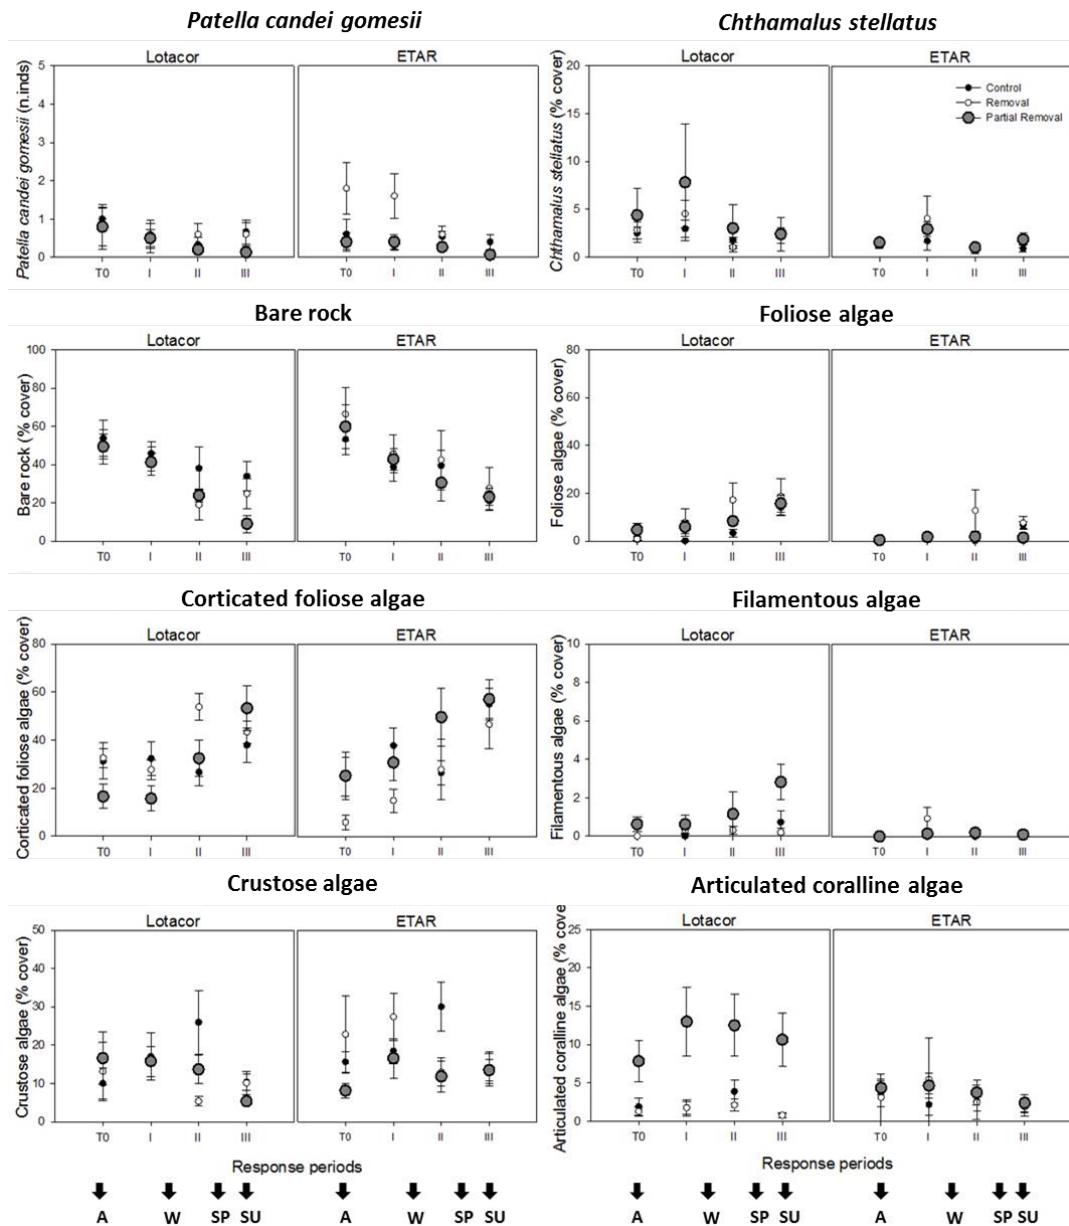 Patella candei gomesii
Chthamalus stellatus
Lotacor ETAR
Patella candei gomesii (n.inds)
5
4
3
2
1
0
T0 I II III T0 I II III
Lotacor ETAR
Chthamalus stellatus (% cover)
20
15
10
5
0
Control
Removal
Partial Removal
T0 I II III T0 I II III
Bare rock
Foliose algae
Lotacor ETAR
Bare rock (% cover)
100
80
60
40
20
0
T0 I II III T0 I II III
Lotacor ETAR
Foliose algae (% cover)
80
60
40
20
0
T0 I II III T0 I II III
Corticated foliose algae
Filamentous algae
Lotacor ETAR
Corticated foliose algae (% cover)
80
60
40
20
0
T0 I II III T0 I II III
Lotacor ETAR
Filamentous algae (% cover)
10
8
6
4
2
0
T0 I II III T0 I II III
Crustose algae
Articulated coralline algae
Lotacor ETAR
Crustose algae (% cover)
50
40
30
20
10
0
T0 I II III T0 I II III
Response periods
A W SP SU A W SP SU
Lotacor ETAR
Articulated coralline algae (% cove
25
20
15
10
5
0
T0 I II III T0 I II III
Response periods
A W SP SU A W SP SU